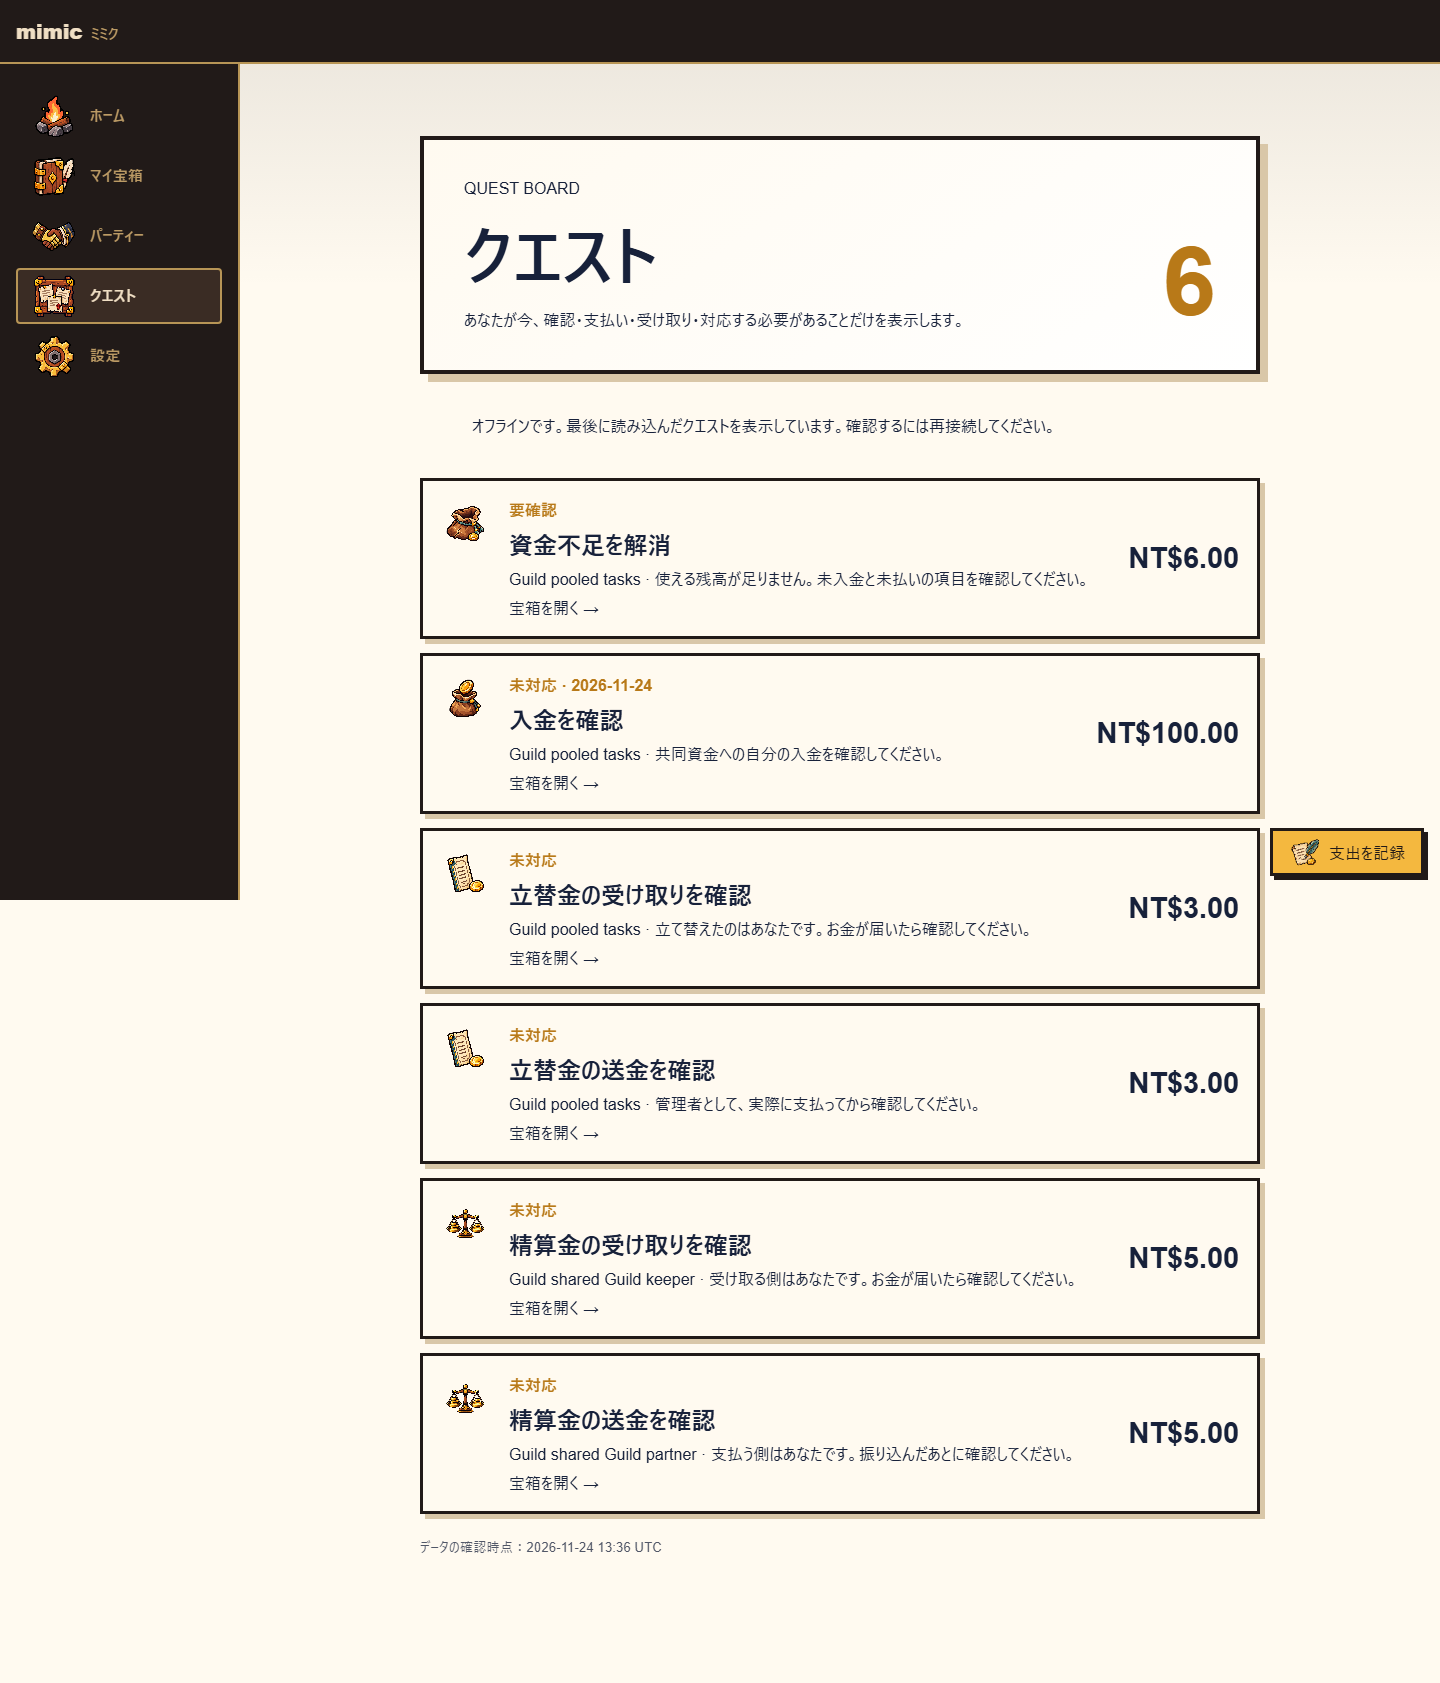 mimic ミミク
ホーム
マイ宝箱
パーティー
クエスト
設定
QUEST BOARD
クエスト
あなたが今、確認・支払い・受け取り・対応する必要があることだけを表示します。
6
オフラインです。最後に読み込んだクエストを表示しています。確認するには再接続してください。
要確認
資金不足を解消
Guild pooled tasks · 使える残高が足りません。未入金と未払いの項目を確認してください。
宝箱を開く →
NT$6.00
未対応 · 2026-11-24
入金を確認
Guild pooled tasks · 共同資金への自分の入金を確認してください。
宝箱を開く →
NT$100.00
未対応
立替金の受け取りを確認
Guild pooled tasks · 立て替えたのはあなたです。お金が届いたら確認してください。
宝箱を開く →
NT$3.00
支出を記録
未対応
立替金の送金を確認
Guild pooled tasks · 管理者として、実際に支払ってから確認してください。
宝箱を開く →
NT$3.00
未対応
精算金の受け取りを確認
Guild shared Guild keeper · 受け取る側はあなたです。お金が届いたら確認してください。
宝箱を開く →
NT$5.00
未対応
精算金の送金を確認
Guild shared Guild partner · 支払う側はあなたです。振り込んだあとに確認してください。
宝箱を開く →
NT$5.00
データの確認時点：2026-11-24 13:36 UTC